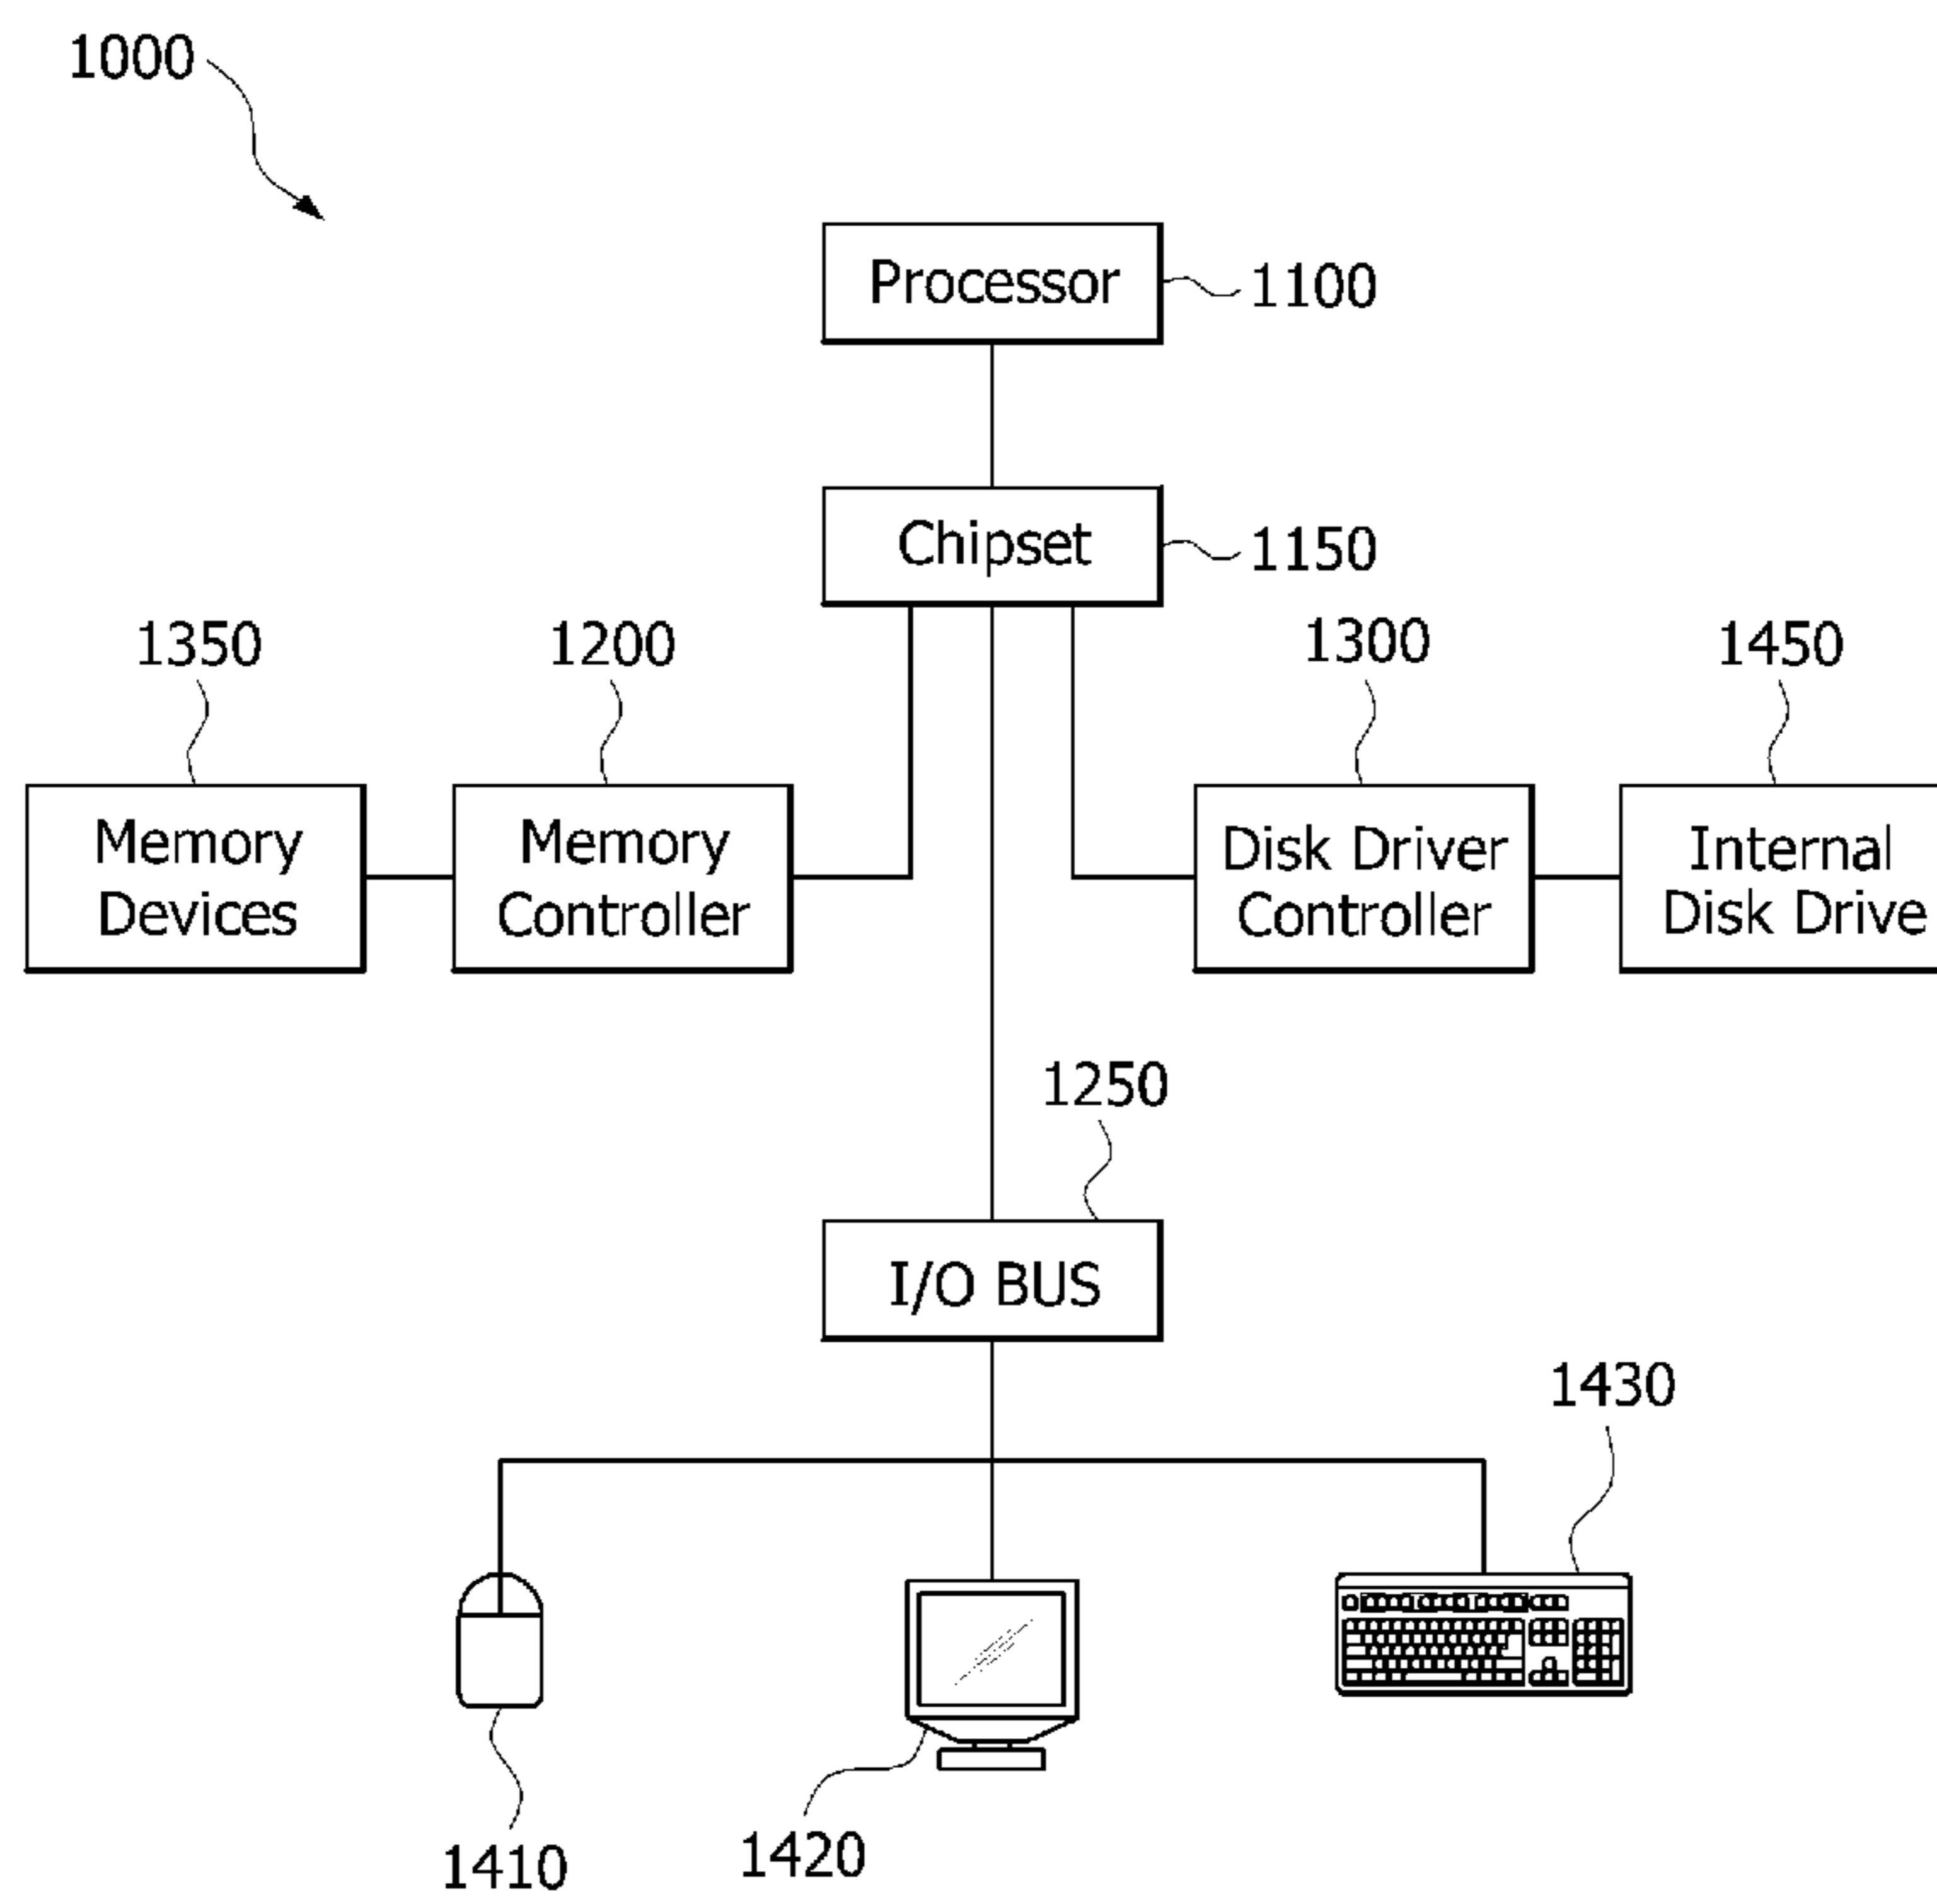 1000
Processor
1100
Chipset
1150
1350
1200
1300
1450
Memory
Devices
Memory
Controller
Disk Driver
Controller
Internal
Disk Drive
1250
I/O BUS
1430
1410
1420